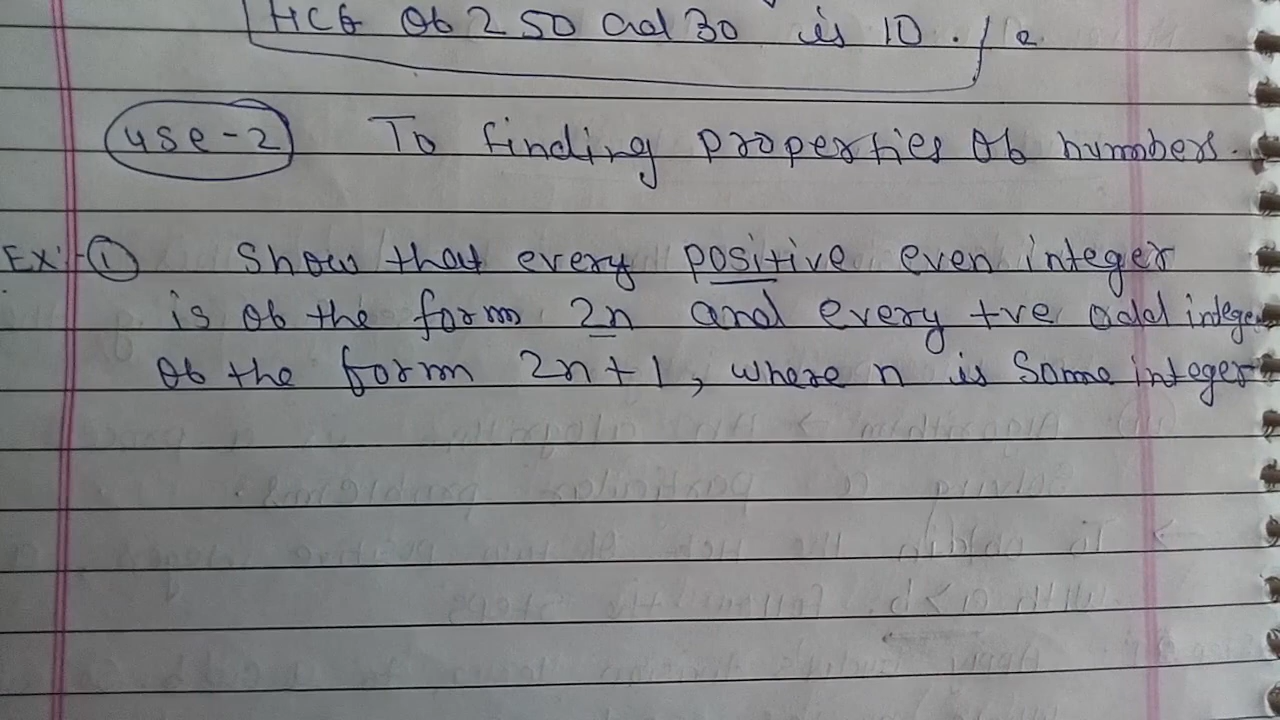 HCF Of 250 and 30 is 10.
use-2 To finding properties Of numbers.
Ex:-① Show that every positive even integer
is Of the form 2n and every +ve odd integer
Of the form 2n+1, where n is Some integer